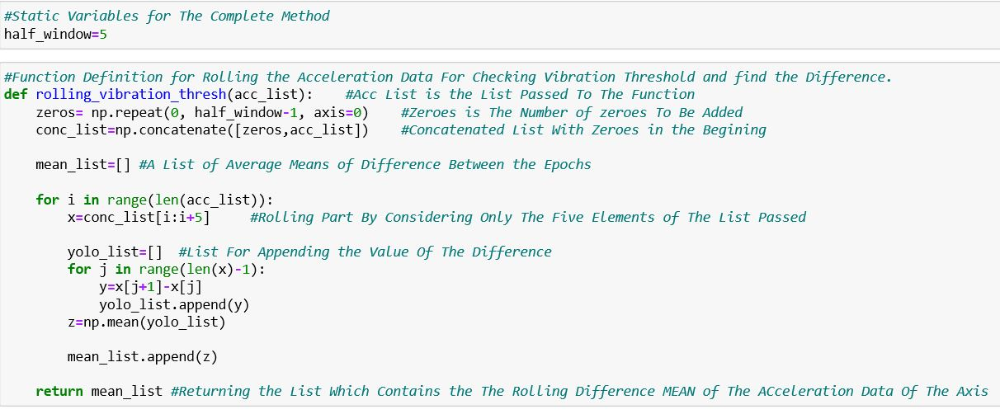 #Static Variables for The Complete Method
half_window=5
#Function Definition for Rolling the Acceleration Data For Checking Vibration Threshold and find the Difference.
def rolling_vibration_thresh(acc_list):    #Acc List is the List Passed To The Function
    zeros= np.repeat(0, half_window-1, axis=0)    #Zeroes is The Number of zeroes To Be Added
    conc_list=np.concatenate([zeros,acc_list])    #Concatenated List With Zeroes in the Begining
    mean_list=[] #A List of Average Means of Difference Between the Epochs
    for i in range(len(acc_list)):
        x=conc_list[i:i+5]     #Rolling Part By Considering Only The Five Elements of The List Passed
        yolo_list=[]  #List For Appending the Value Of The Difference
        for j in range(len(x)-1):
            y=x[j+1]-x[j]
            yolo_list.append(y)
        z=np.mean(yolo_list)
        mean_list.append(z)
    return mean_list #Returning the List Which Contains the The Rolling Difference MEAN of The ACceleration Data Of The Axis